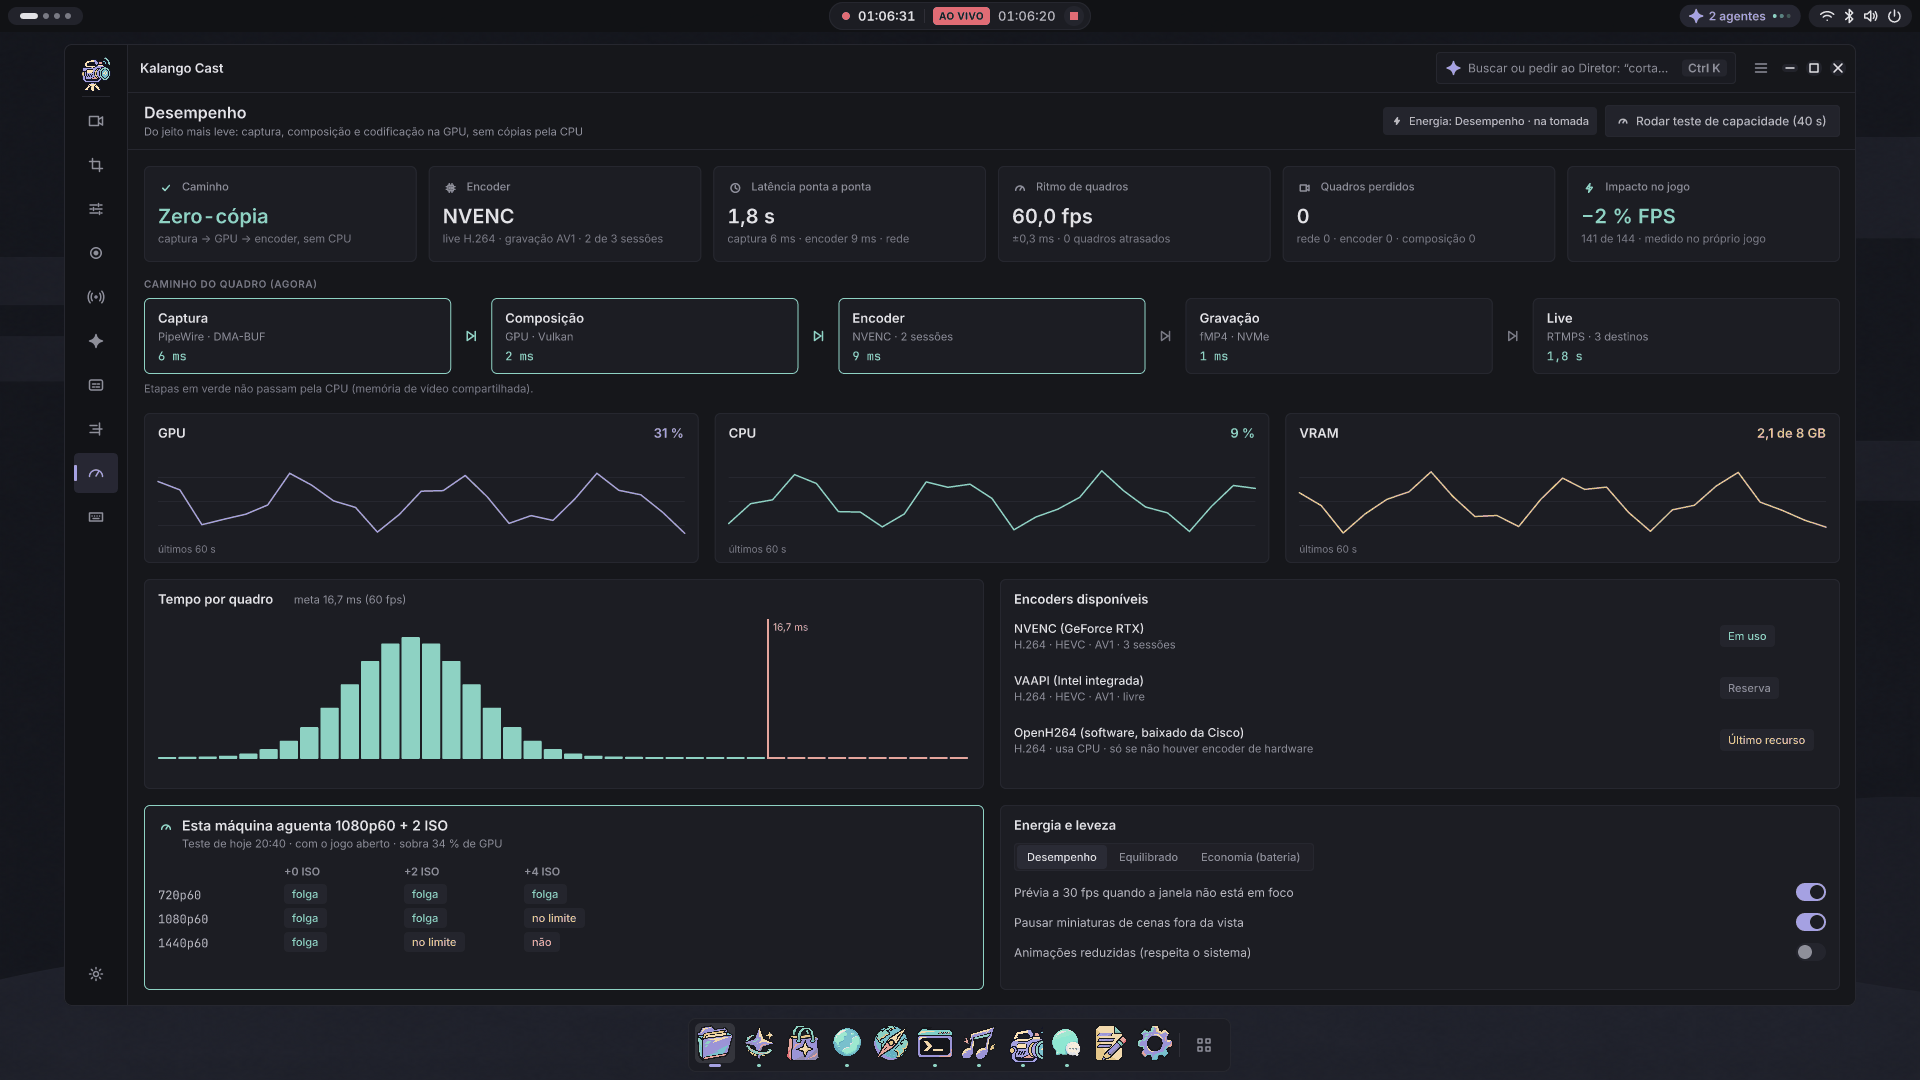 01:06:31
AO VIVO
01:06:20
2 agentes
Kalango Cast
Buscar ou pedir ao Diretor: “corta…
Ctrl K
Desempenho
Do jeito mais leve: captura, composição e codificação na GPU, sem cópias pela CPU
Energia: Desempenho · na tomada
Rodar teste de capacidade (40 s)
Caminho
Zero-cópia
captura → GPU → encoder, sem CPU
Encoder
NVENC
live H.264 · gravação AV1 · 2 de 3 sessões
Latência ponta a ponta
1,8 s
captura 6 ms · encoder 9 ms · rede
Ritmo de quadros
60,0 fps
±0,3 ms · 0 quadros atrasados
Quadros perdidos
0
rede 0 · encoder 0 · composição 0
Impacto no jogo
−2 % FPS
141 de 144 · medido no próprio jogo
CAMINHO DO QUADRO (AGORA)
Captura
PipeWire · DMA-BUF
6 ms
Composição
GPU · Vulkan
2 ms
Encoder
NVENC · 2 sessões
9 ms
Gravação
fMP4 · NVMe
1 ms
Live
RTMPS · 3 destinos
1,8 s
Etapas em verde não passam pela CPU (memória de vídeo compartilhada).
GPU
31 %
últimos 60 s
CPU
9 %
últimos 60 s
VRAM
2,1 de 8 GB
últimos 60 s
Tempo por quadro
meta 16,7 ms (60 fps)
16,7 ms
Encoders disponíveis
NVENC (GeForce RTX)
H.264 · HEVC · AV1 · 3 sessões
Em uso
VAAPI (Intel integrada)
H.264 · HEVC · AV1 · livre
Reserva
OpenH264 (software, baixado da Cisco)
H.264 · usa CPU · só se não houver encoder de hardware
Último recurso
Esta máquina aguenta 1080p60 + 2 ISO
Teste de hoje 20:40 · com o jogo aberto · sobra 34 % de GPU
+0 ISO +2 ISO +4 ISO
720p60 folga folga folga
1080p60 folga folga no limite
1440p60 folga no limite não
Energia e leveza
Desempenho
Equilibrado
Economia (bateria)
Prévia a 30 fps quando a janela não está em foco
Pausar miniaturas de cenas fora da vista
Animações reduzidas (respeita o sistema)